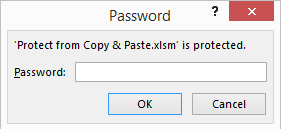 Password ? ×
'Protect from Copy & Paste.xlsm' is protected.
Password:
OK Cancel